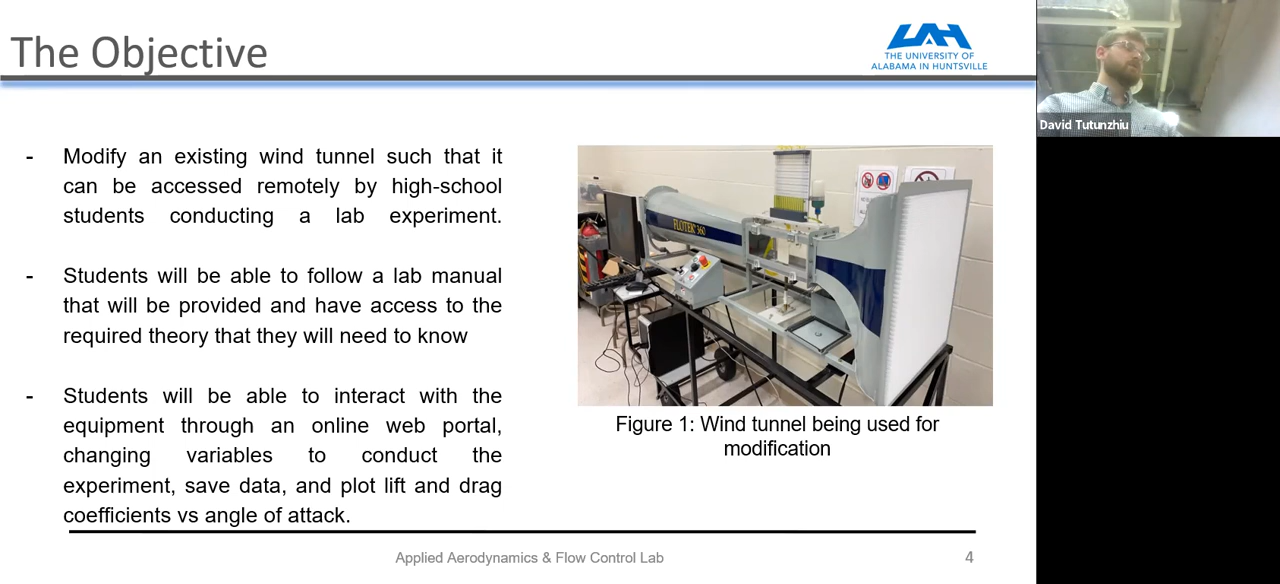 The Objective
UAH
THE UNIVERSITY OF
ALABAMA IN HUNTSVILLE
- Modify an existing wind tunnel such that it
can be accessed remotely by high-school
students conducting a lab experiment.
- Students will be able to follow a lab manual
that will be provided and have access to the
required theory that they will need to know
- Students will be able to interact with the
equipment through an online web portal,
changing variables to conduct the
experiment, save data, and plot lift and drag
coefficients vs angle of attack.
FLOTEK 360
Figure 1: Wind tunnel being used for
modification
Applied Aerodynamics & Flow Control Lab
4
David Tutunzhiu